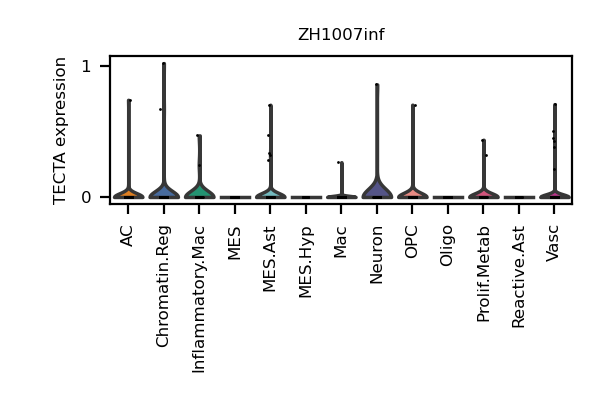 ZH1007inf
TECTA expression
1
0
AC
Chromatin.Reg
Inflammatory.Mac
MES
MES.Ast
MES.Hyp
Mac
Neuron
OPC
Oligo
Prolif.Metab
Reactive.Ast
Vasc